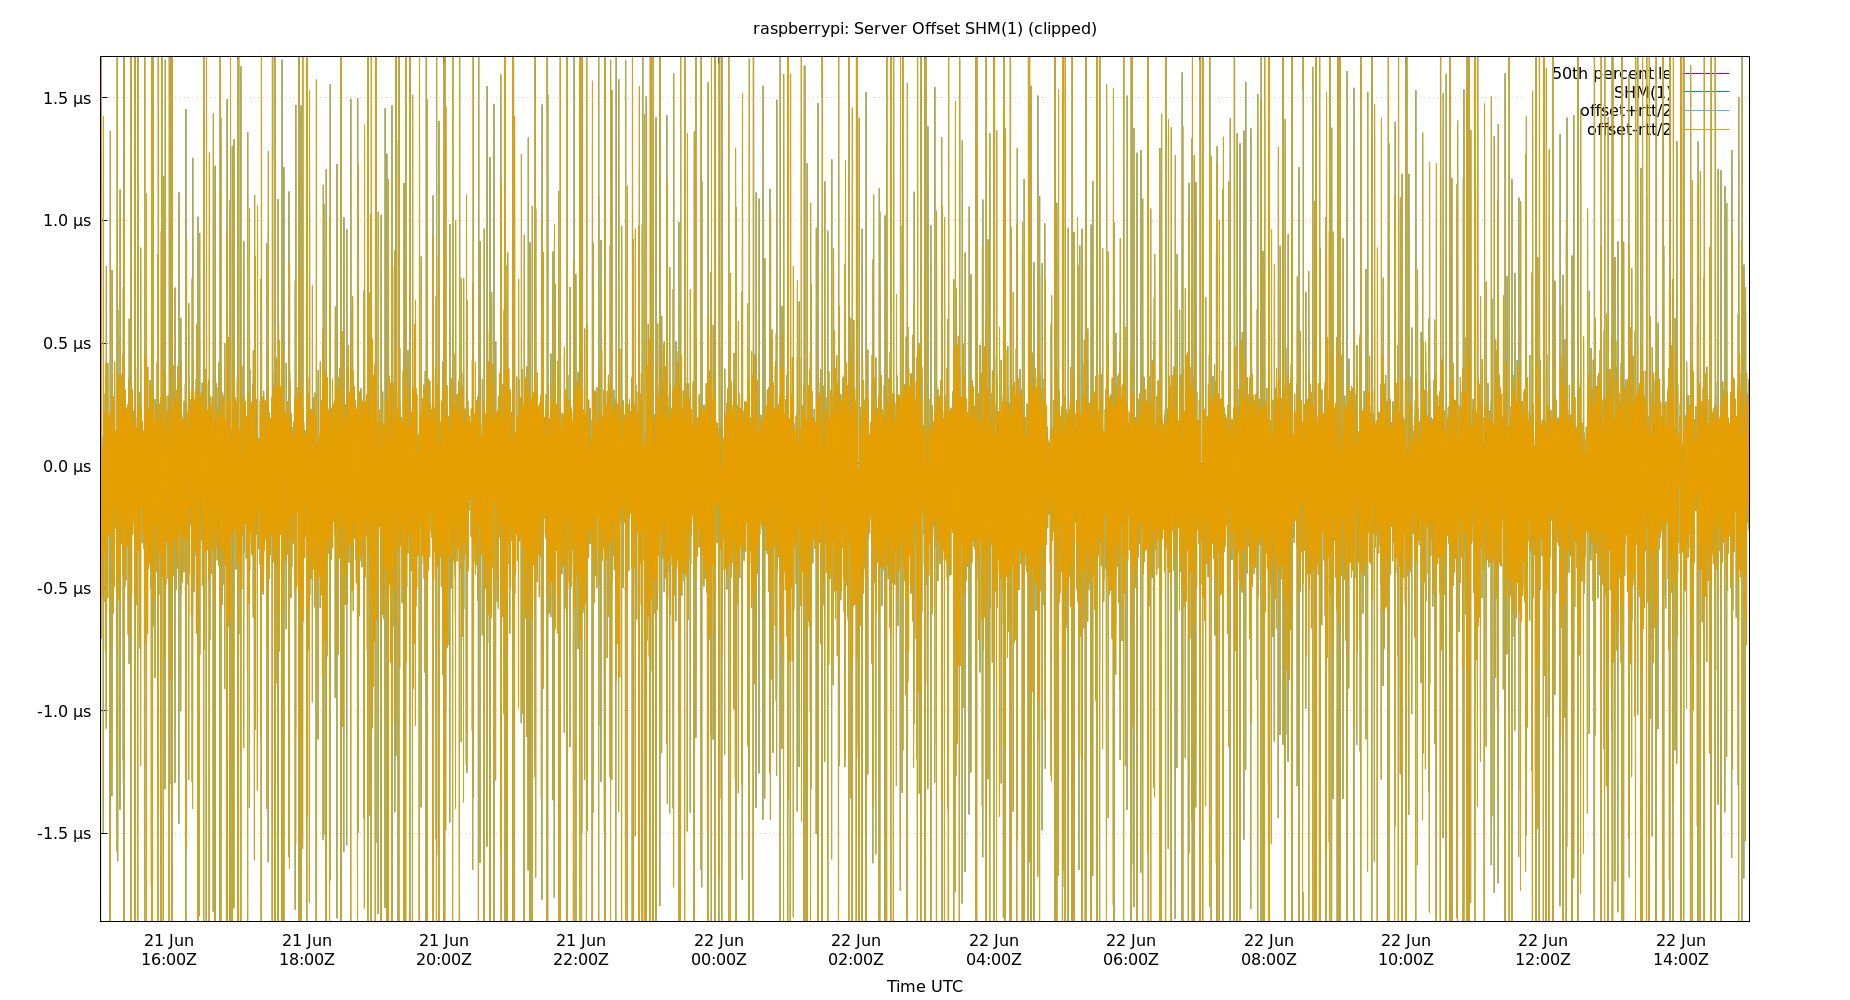 raspberrypi: Server Offset SHM(1) (clipped)
50th percentile
SHM(1)
offset+rtt/2
offset-rtt/2
1.5 µs
1.0 µs
0.5 µs
0.0 µs
-0.5 µs
-1.0 µs
-1.5 µs
21 Jun 21 Jun 21 Jun 21 Jun 22 Jun 22 Jun 22 Jun 22 Jun 22 Jun 22 Jun 22 Jun 22 Jun
16:00Z 18:00Z 20:00Z 22:00Z 00:00Z 02:00Z 04:00Z 06:00Z 08:00Z 10:00Z 12:00Z 14:00Z
Time UTC